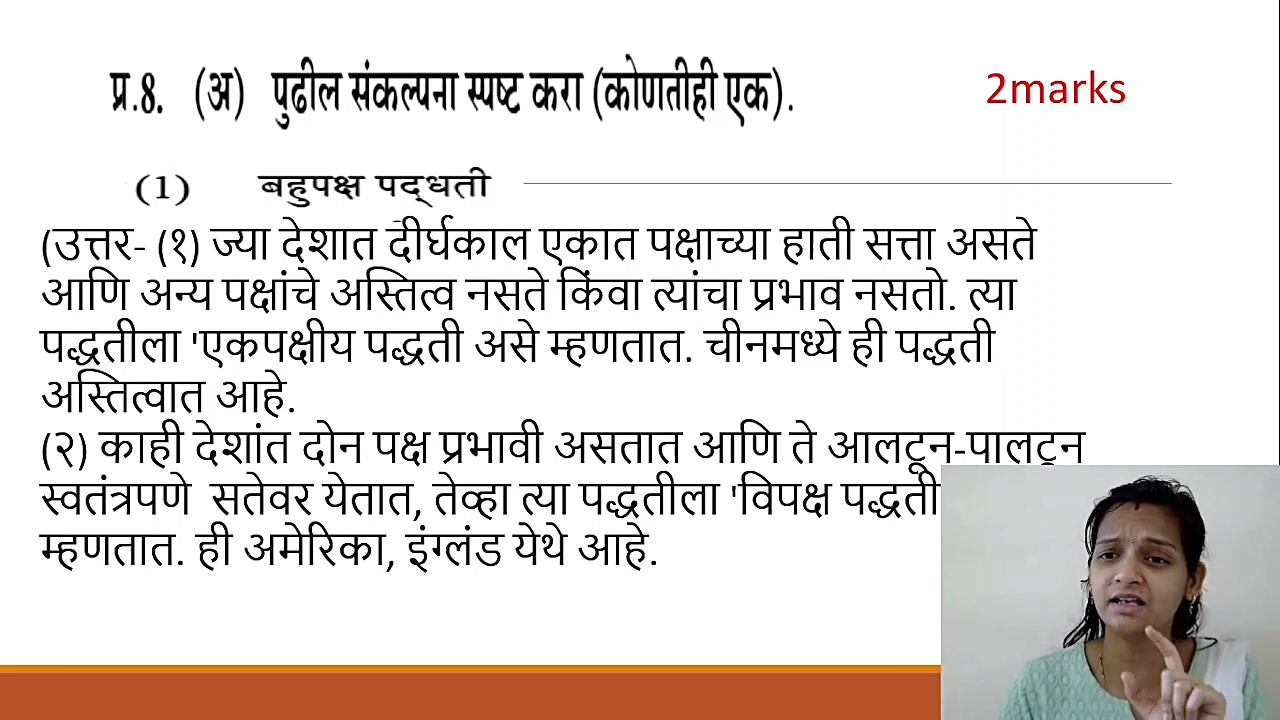 प्र.8. (अ) पुढील संकल्पना स्पष्ट करा (कोणतीही एक).
2marks
(1) बहुपक्ष पद्धती
(उत्तर- (१) ज्या देशात दीर्घकाल एकात पक्षाच्या हाती सत्ता असते
आणि अन्य पक्षांचे अस्तित्व नसते किंवा त्यांचा प्रभाव नसतो. त्या
पद्धतीला 'एकपक्षीय पद्धती असे म्हणतात. चीनमध्ये ही पद्धती
अस्तित्वात आहे.
(२) काही देशांत दोन पक्ष प्रभावी असतात आणि ते आलटून-पालटून
स्वतंत्रपणे सतेवर येतात, तेव्हा त्या पद्धतीला 'विपक्ष पद्धती
म्हणतात. ही अमेरिका, इंग्लंड येथे आहे.